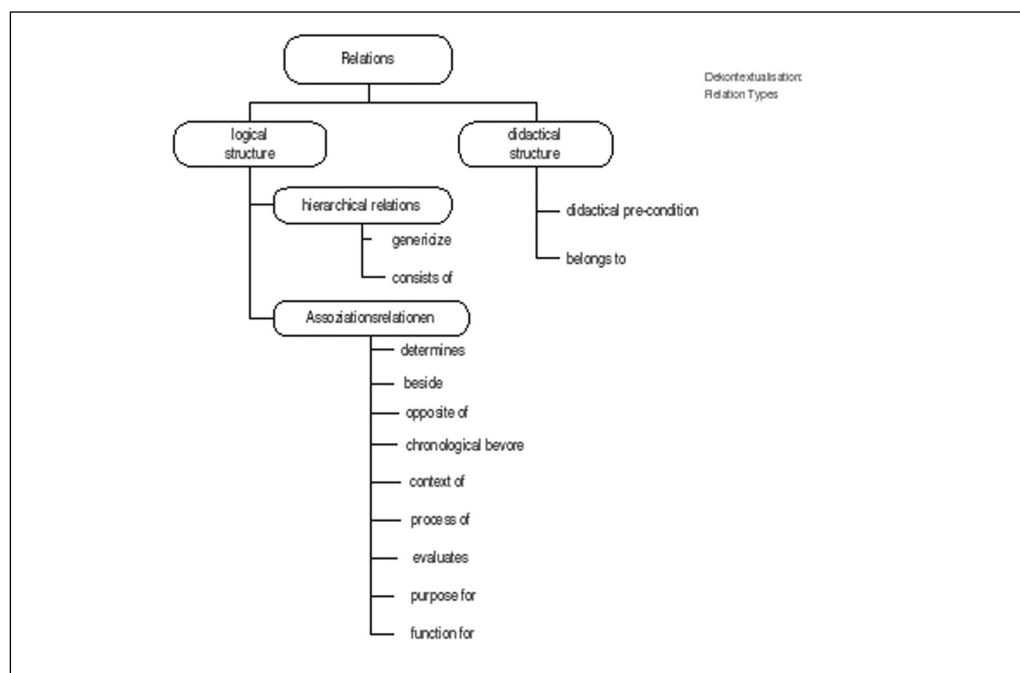 Relations
Dekontextualisation:
Relation Types
logical
structure
didactical
structure
hierarchical relations
didactical pre-condition
genericize
belongs to
consists of
Assoziationsrelationen
determines
beside
opposite of
chronological bevore
context of
process of
evaluates
purpose for
function for